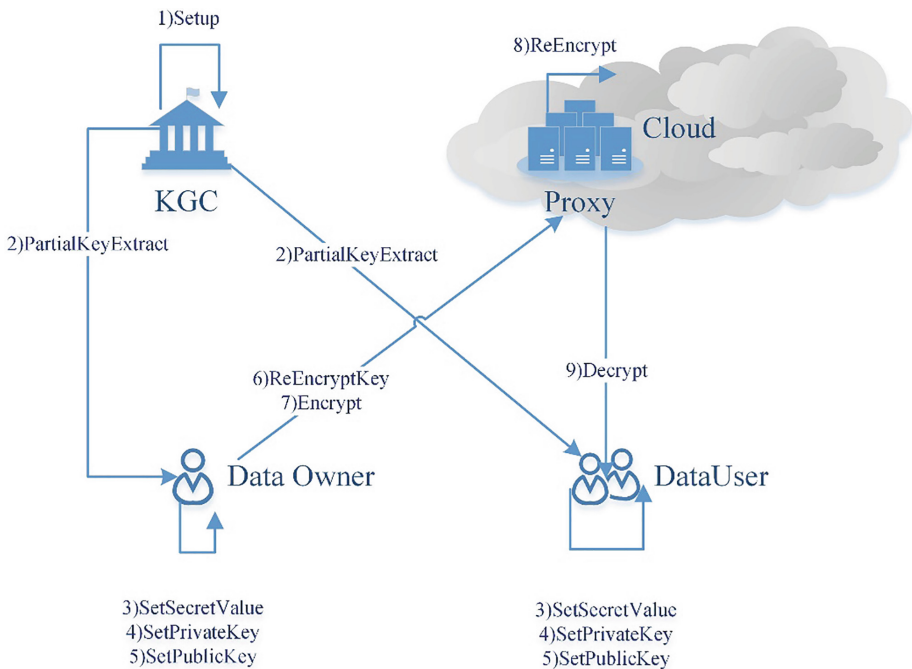 1)Setup
8)ReEncrypt
Cloud
KGC
Proxy
2)PartialKeyExtract
2)PartialKeyExtract
6)ReEncryptKey
7)Encrypt
9)Decrypt
Data Owner
DataUser
3)SetSecretValue
4)SetPrivateKey
5)SetPublicKey
3)SetSecretValue
4)SetPrivateKey
5)SetPublicKey